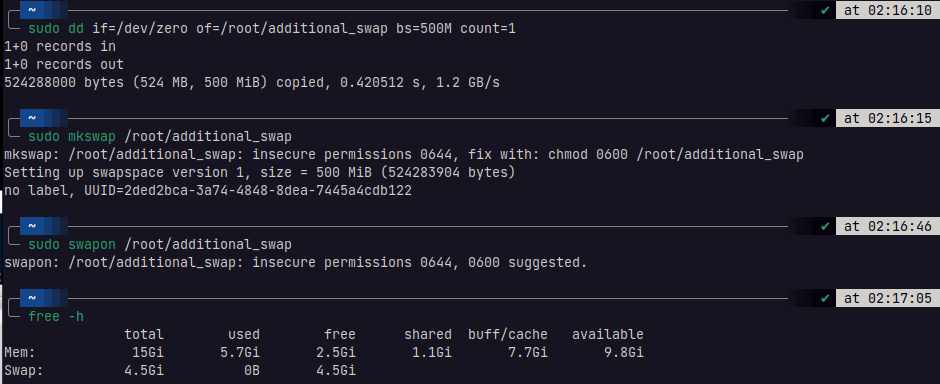 ~ ✔ at 02:16:10
sudo dd if=/dev/zero of=/root/additional_swap bs=500M count=1
1+0 records in
1+0 records out
524288000 bytes (524 MB, 500 MiB) copied, 0.420512 s, 1.2 GB/s
~ ✔ at 02:16:15
sudo mkswap /root/additional_swap
mkswap: /root/additional_swap: insecure permissions 0644, fix with: chmod 0600 /root/additional_swap
Setting up swapspace version 1, size = 500 MiB (524283904 bytes)
no label, UUID=2ded2bca-3a74-4848-8dea-7445a4cdb122
~ ✔ at 02:16:46
sudo swapon /root/additional_swap
swapon: /root/additional_swap: insecure permissions 0644, 0600 suggested.
~ ✔ at 02:17:05
free -h
total used free shared buff/cache available
Mem: 15Gi 5.7Gi 2.5Gi 1.1Gi 7.7Gi 9.8Gi
Swap: 4.5Gi 0B 4.5Gi